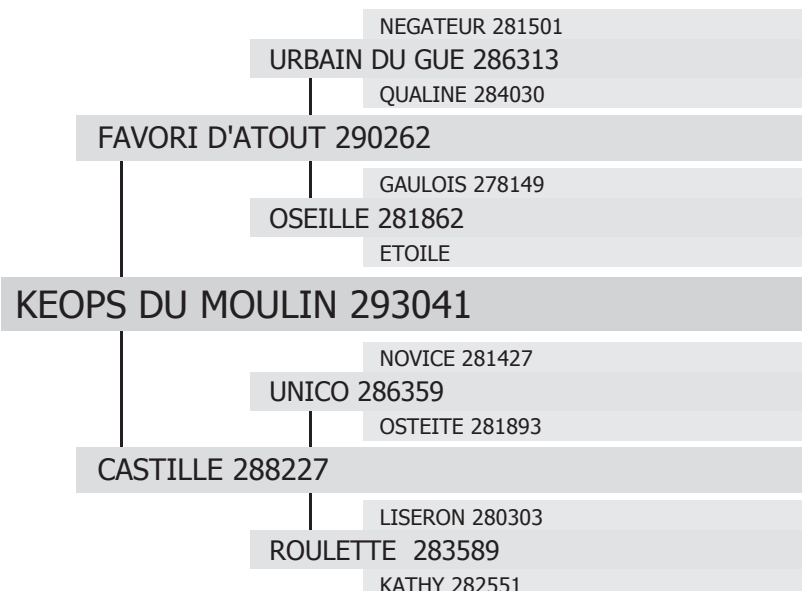 NEGATEUR 281501
URBAIN DU GUE 286313
QUALINE 284030
FAVORI D'ATOUT 290262
GAULOIS 278149
OSEILLE 281862
ETOILE
KEOPS DU MOULIN 293041
NOVICE 281427
UNICO 286359
OSTEITE 281893
CASTILLE 288227
LISERON 280303
ROULETTE 283589
KATHY 282551